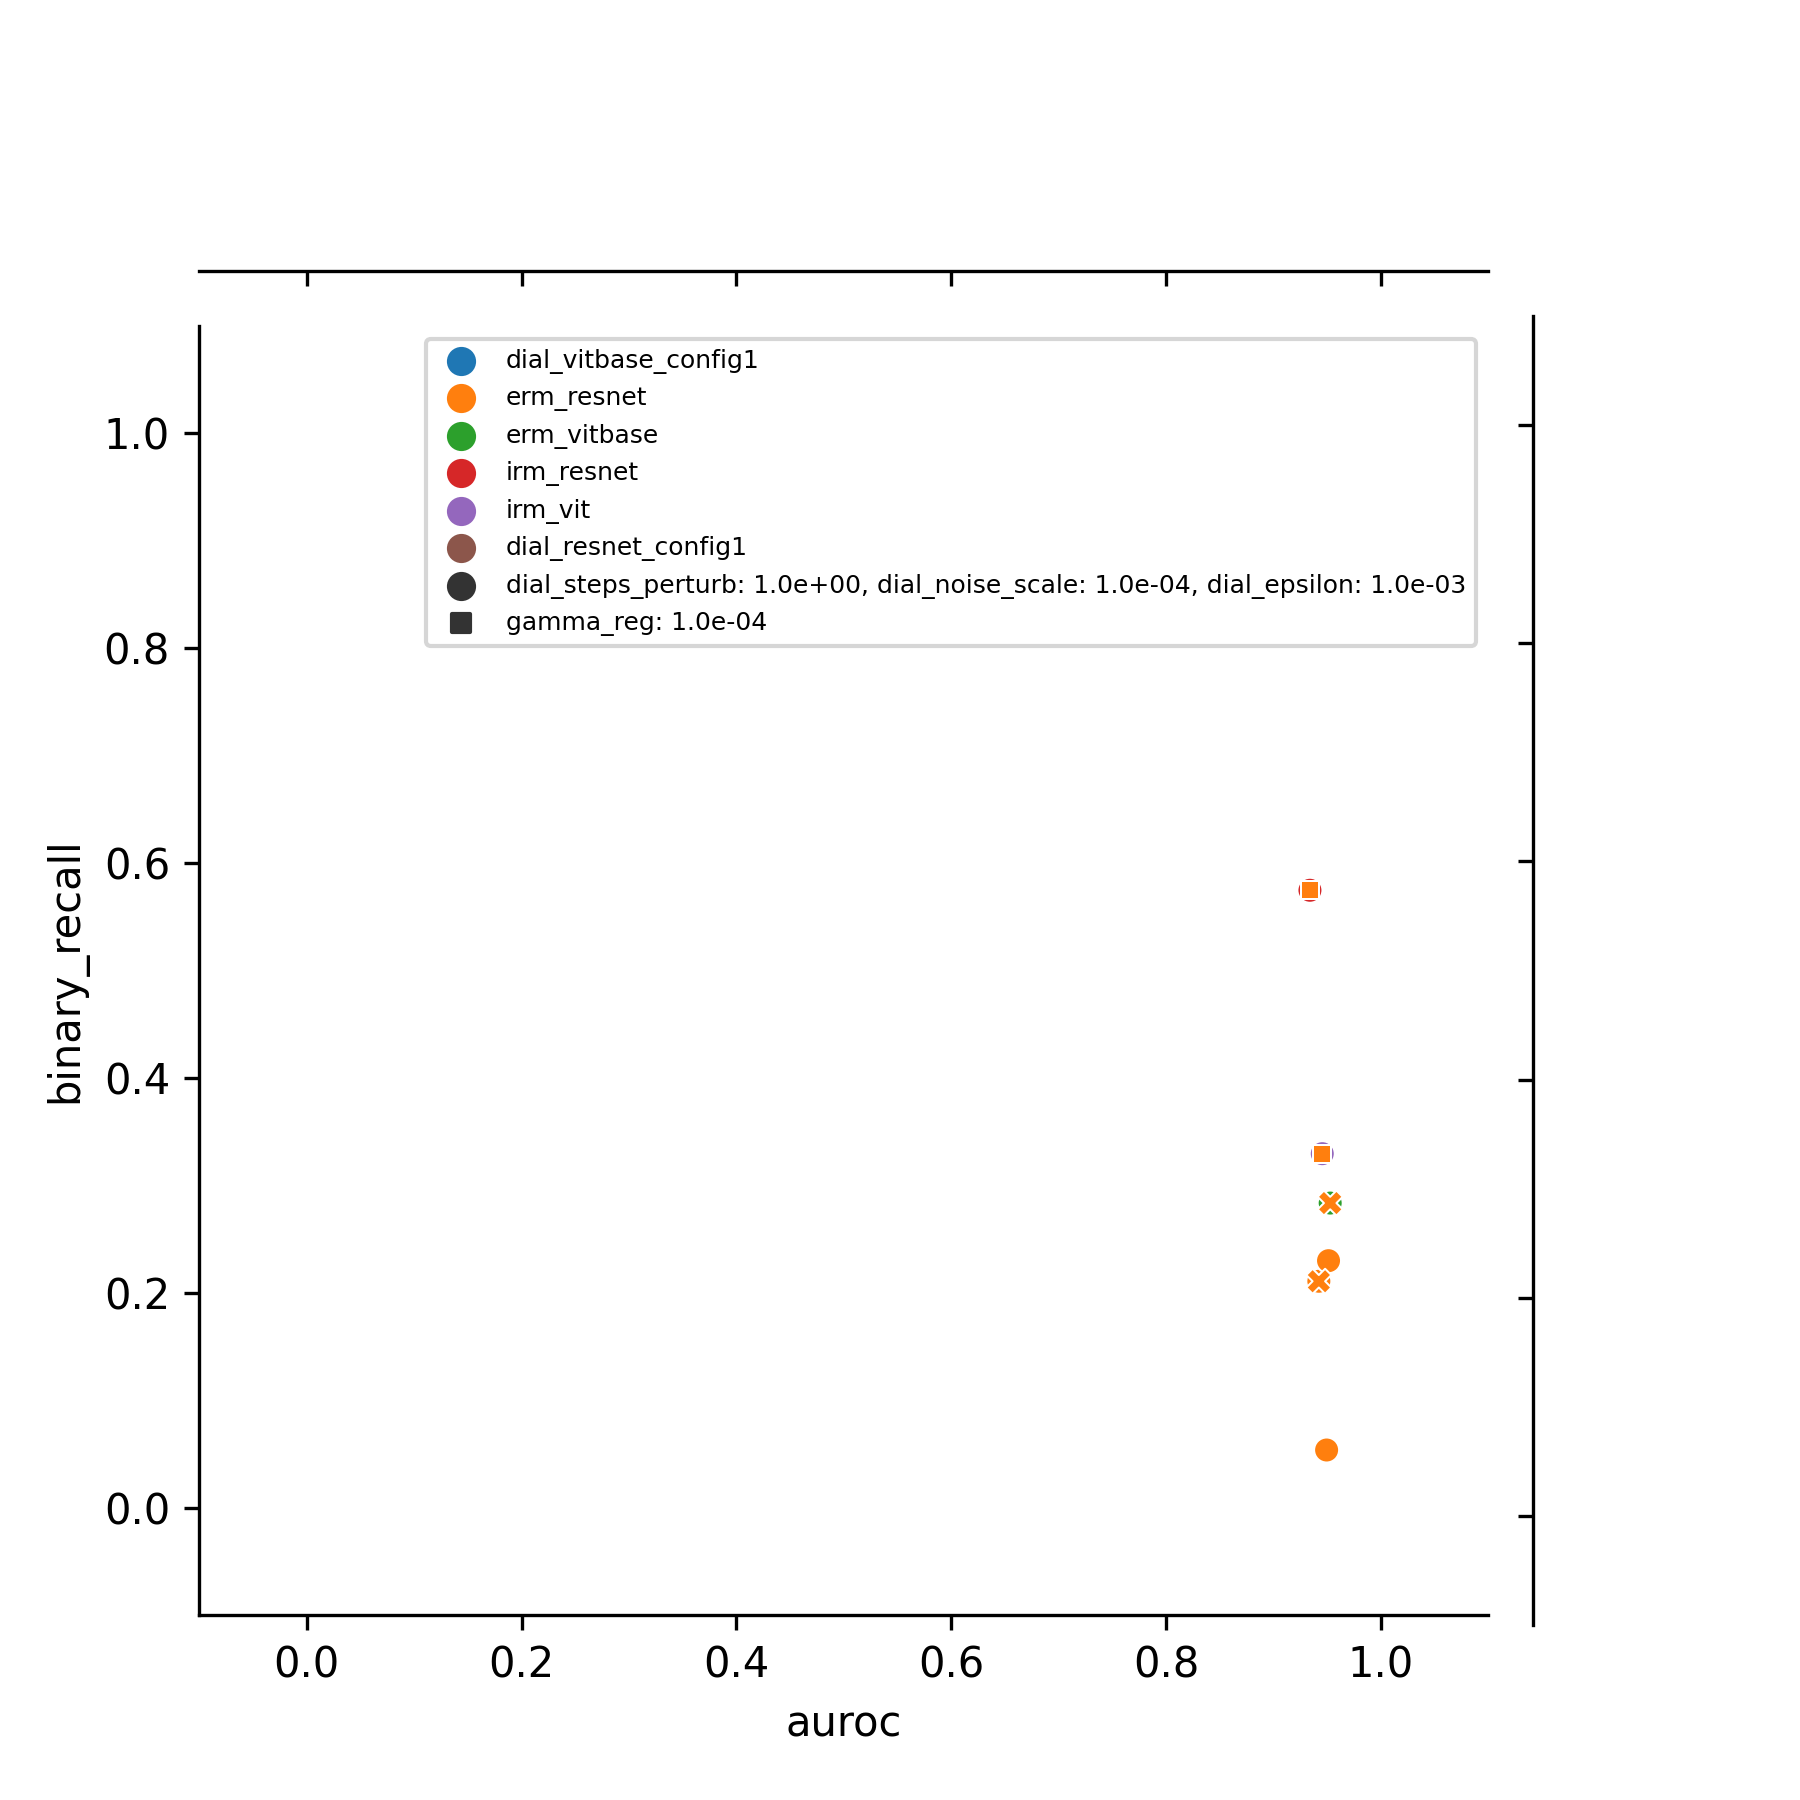 dial_vitbase_config1
erm_resnet
erm_vitbase
irm_resnet
irm_vit
dial_resnet_config1
dial_steps_perturb: 1.0e+00, dial_noise_scale: 1.0e-04, dial_epsilon: 1.0e-03
gamma_reg: 1.0e-04
1.0
0.8
0.6
0.4
0.2
0.0
binary_recall
0.0 0.2 0.4 0.6 0.8 1.0
auroc